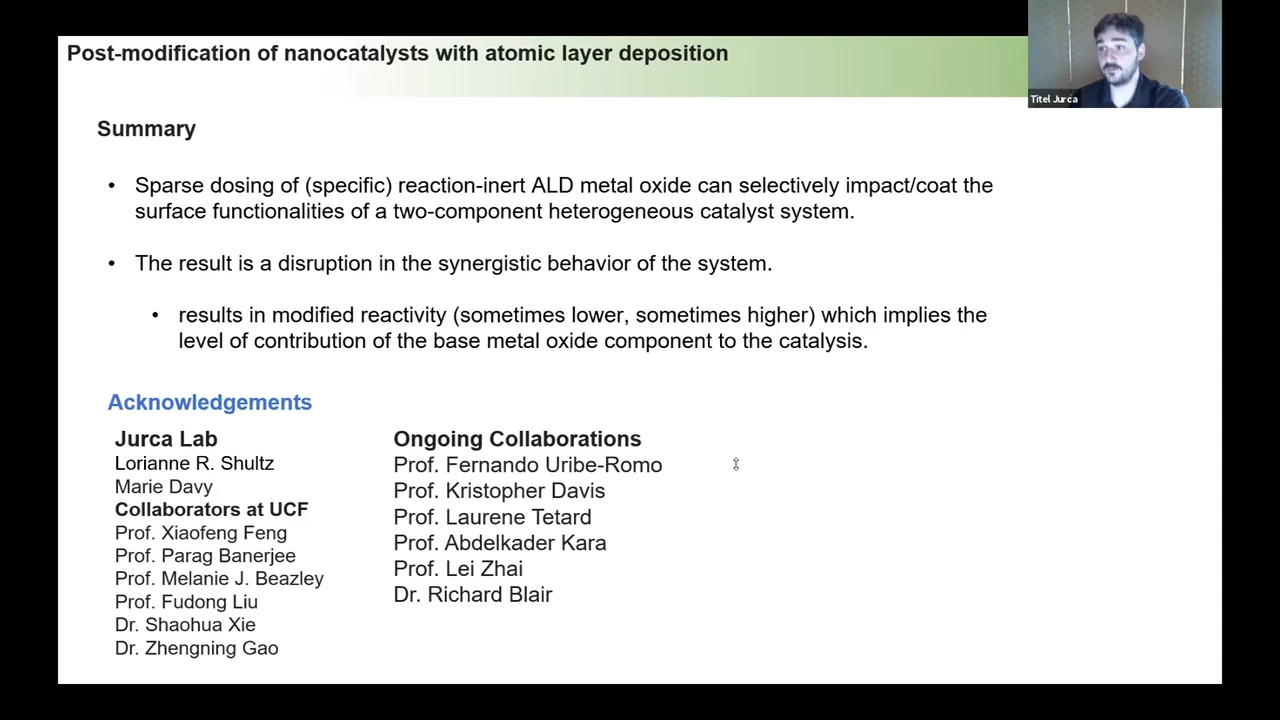 Post-modification of nanocatalysts with atomic layer deposition
Titel Jurca
Summary
• Sparse dosing of (specific) reaction-inert ALD metal oxide can selectively impact/coat the
surface functionalities of a two-component heterogeneous catalyst system.
• The result is a disruption in the synergistic behavior of the system.
• results in modified reactivity (sometimes lower, sometimes higher) which implies the
level of contribution of the base metal oxide component to the catalysis.
Acknowledgements
Jurca Lab
Lorianne R. Shultz
Marie Davy
Collaborators at UCF
Prof. Xiaofeng Feng
Prof. Parag Banerjee
Prof. Melanie J. Beazley
Prof. Fudong Liu
Dr. Shaohua Xie
Dr. Zhengning Gao
Ongoing Collaborations
Prof. Fernando Uribe-Romo
Prof. Kristopher Davis
Prof. Laurene Tetard
Prof. Abdelkader Kara
Prof. Lei Zhai
Dr. Richard Blair